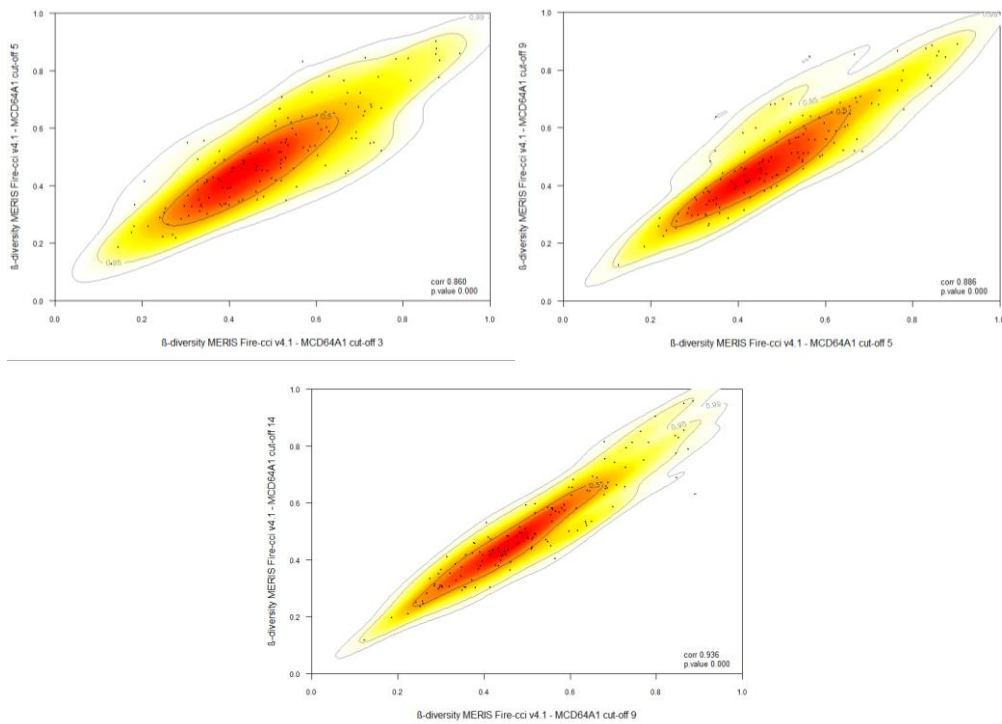 ß-diversity MERIS Fire-cci v4.1 - MCD64A1 cut-off 5
1.0
0.8
0.6
0.4
0.2
0.0
0.99
0.5
0.95
corr 0.860
p.value 0.000
0.0 0.2 0.4 0.6 0.8 1.0
ß-diversity MERIS Fire-cci v4.1 - MCD64A1 cut-off 3
ß-diversity MERIS Fire-cci v4.1 - MCD64A1 cut-off 9
1.0
0.8
0.6
0.4
0.2
0.0
0.95
0.5
corr 0.886
p.value 0.000
0.0 0.2 0.4 0.6 0.8 1.0
ß-diversity MERIS Fire-cci v4.1 - MCD64A1 cut-off 5
ß-diversity MERIS Fire-cci v4.1 - MCD64A1 cut-off 14
1.0
0.8
0.6
0.4
0.2
0.0
0.99
0.95
0.5
corr 0.936
p.value 0.000
0.0 0.2 0.4 0.6 0.8 1.0
ß-diversity MERIS Fire-cci v4.1 - MCD64A1 cut-off 9